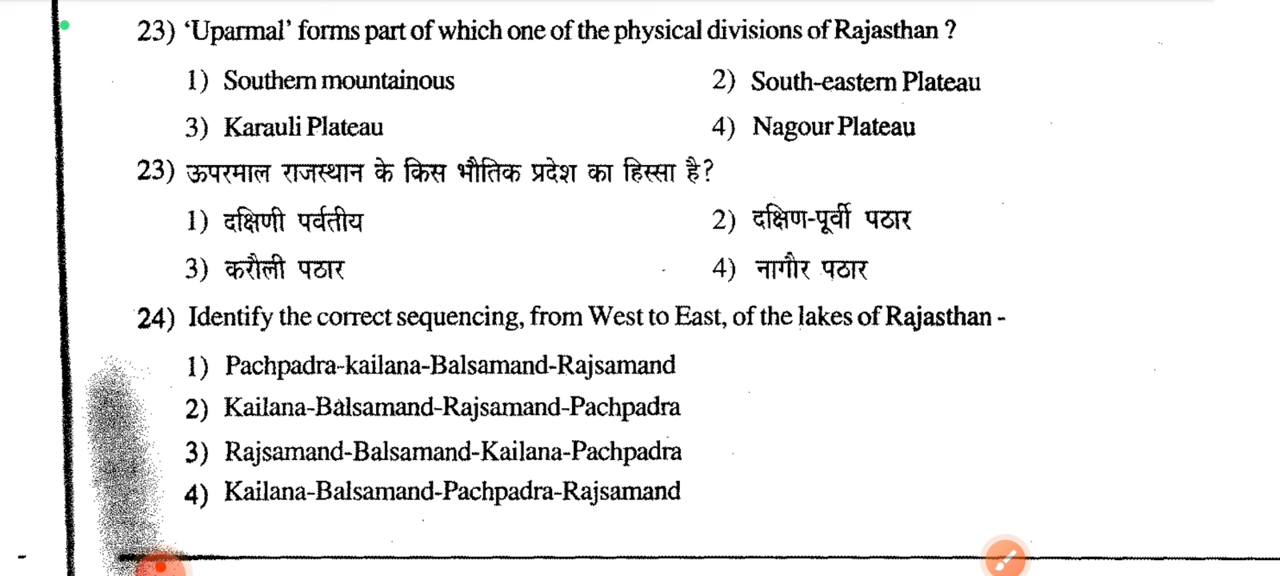 23) ‘Uparmal’ forms part of which one of the physical divisions of Rajasthan ?
1) Southern mountainous 2) South-eastern Plateau
3) Karauli Plateau 4) Nagour Plateau
23) ऊपरमाल राजस्थान के किस भौतिक प्रदेश का हिस्सा है?
1) दक्षिणी पर्वतीय 2) दक्षिण-पूर्वी पठार
3) करौली पठार 4) नागौर पठार
24) Identify the correct sequencing, from West to East, of the lakes of Rajasthan -
1) Pachpadra-kailana-Balsamand-Rajsamand
2) Kailana-Balsamand-Rajsamand-Pachpadra
3) Rajsamand-Balsamand-Kailana-Pachpadra
4) Kailana-Balsamand-Pachpadra-Rajsamand